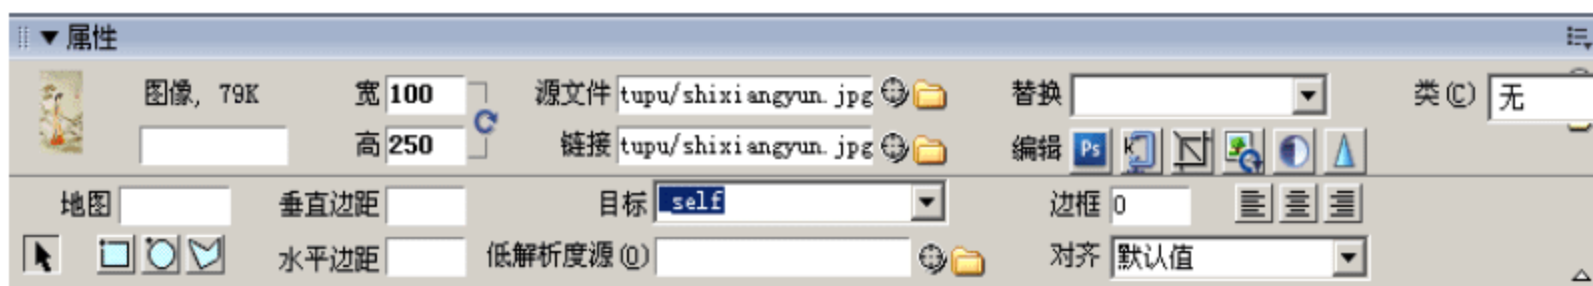 属性
图像, 79K 宽 100 源文件 tupu/shixiangyun.jpg 替换 类(C) 无
高 250 链接 tupu/shixiangyun.jpg 编辑 Ps
地图 垂直边距 目标 _self 边框 0
水平边距 低解析度源(O) 对齐 默认值